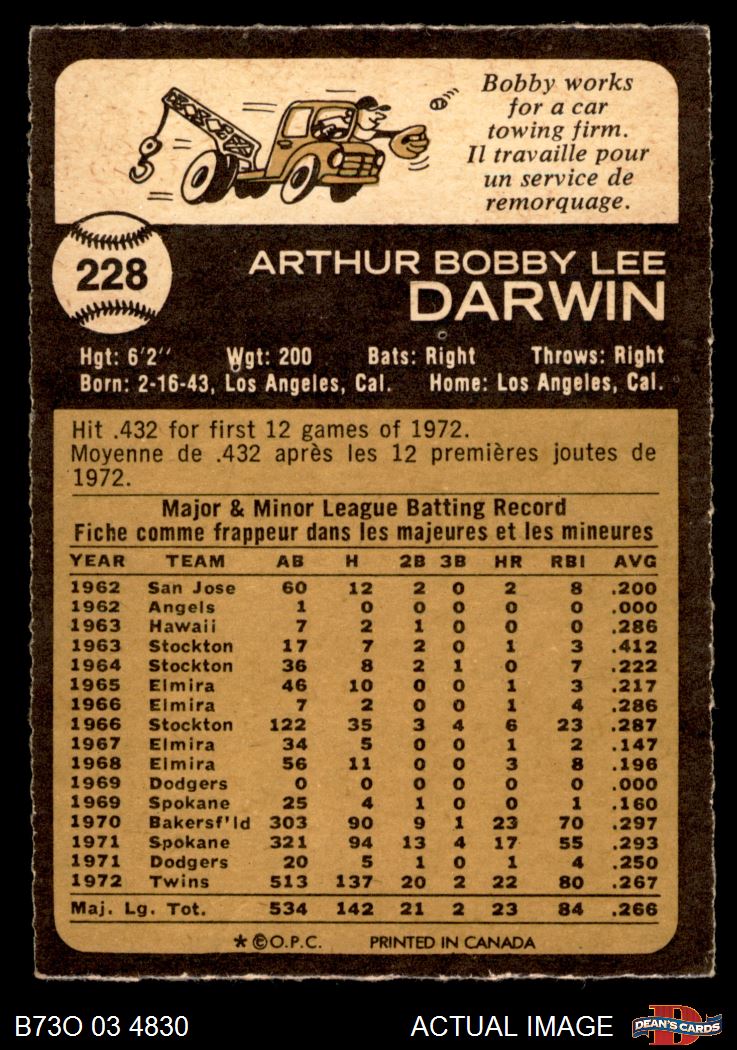 Bobby works
for a car
towing firm.
Il travaille pour
un service de
remorquage.
228
ARTHUR BOBBY LEE
DARWIN
Hgt: 6'2" Wgt: 200 Bats: Right Throws: Right
Born: 2-16-43, Los Angeles, Cal. Home: Los Angeles, Cal.
Hit .432 for first 12 games of 1972.
Moyenne de .432 après les 12 premières joutes de
1972.
Major & Minor League Batting Record
Fiche comme frappeur dans les majeures et les mineures
YEAR TEAM AB H 2B 3B HR RBI AVG
1962 San Jose 60 12 2 0 2 8 .200
1962 Angels 1 0 0 0 0 0 .000
1963 Hawaii 7 2 1 0 0 0 .286
1963 Stockton 17 7 2 0 1 3 .412
1964 Stockton 36 8 2 1 0 7 .222
1965 Elmira 46 10 0 0 1 3 .217
1966 Elmira 7 2 0 0 1 4 .286
1966 Stockton 122 35 3 4 6 23 .287
1967 Elmira 34 5 0 0 1 2 .147
1968 Elmira 56 11 0 0 3 8 .196
1969 Dodgers 0 0 0 0 0 0 .000
1969 Spokane 25 4 1 0 0 1 .160
1970 Bakersf'ld 303 90 9 1 23 70 .297
1971 Spokane 321 94 13 4 17 55 .293
1971 Dodgers 20 5 1 0 1 4 .250
1972 Twins 513 137 20 2 22 80 .267
Maj. Lg. Tot. 534 142 21 2 23 84 .266
* © O.P.C. PRINTED IN CANADA
B73O 03 4830 ACTUAL IMAGE DEAN'S CARDS